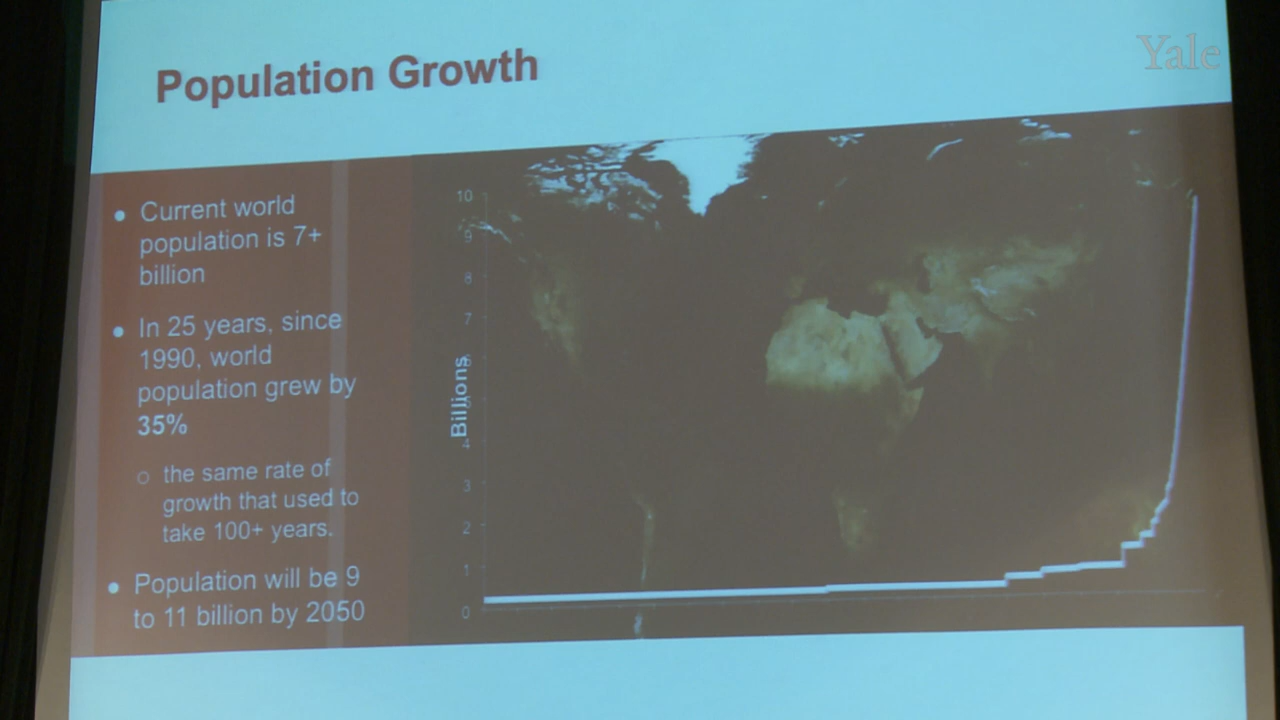 Population Growth
Yale
• Current world
population is 7+
billion
• In 25 years, since
1990, world
population grew by
35%
o the same rate of
growth that used to
take 100+ years.
• Population will be 9
to 11 billion by 2050
Billions
10
9
8
7
4
3
2
1
0